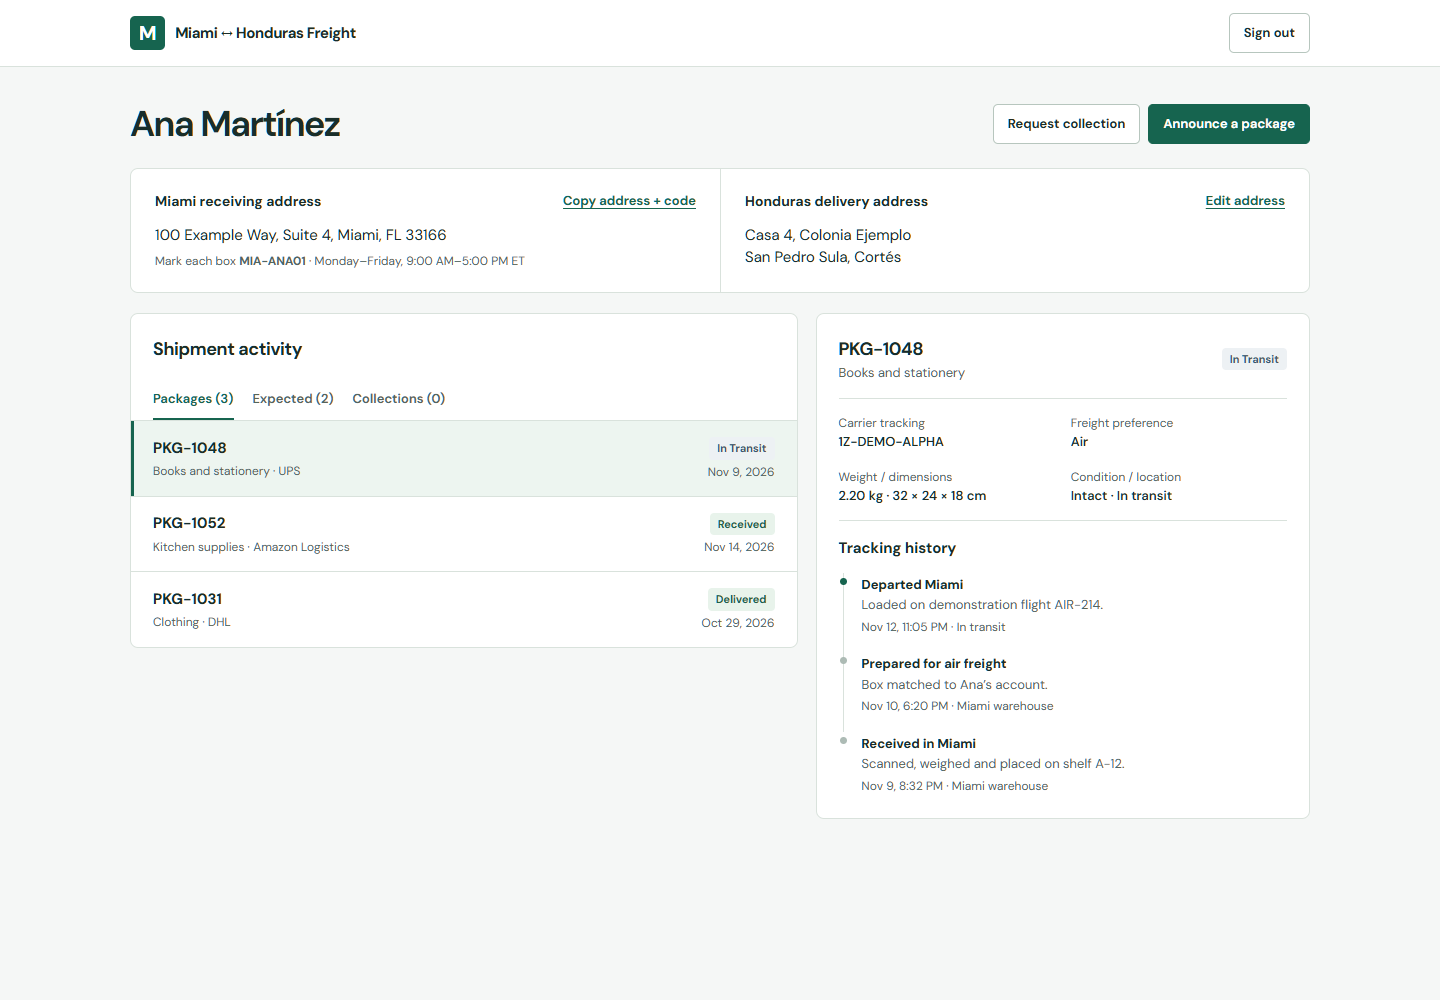 M
Miami ↔ Honduras Freight
Sign out
Ana Martínez
Request collection
Announce a package
Miami receiving address
Copy address + code
100 Example Way, Suite 4, Miami, FL 33166
Mark each box MIA-ANA01 · Monday–Friday, 9:00 AM–5:00 PM ET
Honduras delivery address
Edit address
Casa 4, Colonia Ejemplo
San Pedro Sula, Cortés
Shipment activity
Packages (3)
Expected (2)
Collections (0)
PKG-1048
In Transit
Books and stationery · UPS
Nov 9, 2026
PKG-1052
Received
Kitchen supplies · Amazon Logistics
Nov 14, 2026
PKG-1031
Delivered
Clothing · DHL
Oct 29, 2026
PKG-1048
In Transit
Books and stationery
Carrier tracking
1Z-DEMO-ALPHA
Freight preference
Air
Weight / dimensions
2.20 kg · 32 × 24 × 18 cm
Condition / location
Intact · In transit
Tracking history
Departed Miami
Loaded on demonstration flight AIR-214.
Nov 12, 11:05 PM · In transit
Prepared for air freight
Box matched to Ana's account.
Nov 10, 6:20 PM · Miami warehouse
Received in Miami
Scanned, weighed and placed on shelf A-12.
Nov 9, 8:32 PM · Miami warehouse